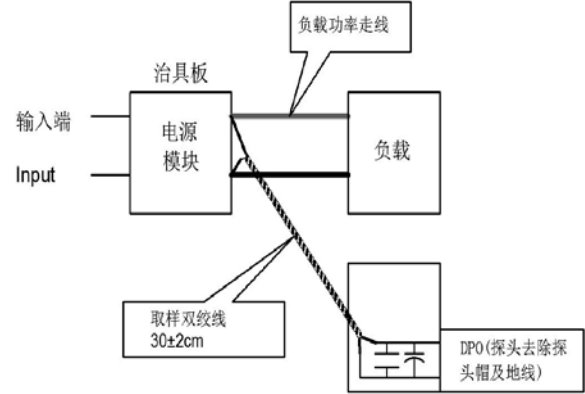 负载功率走线
治具板
输入端
Input
电源
模块
负载
取样双绞线
30±2cm
DPO(探头去除探
头帽及地线)